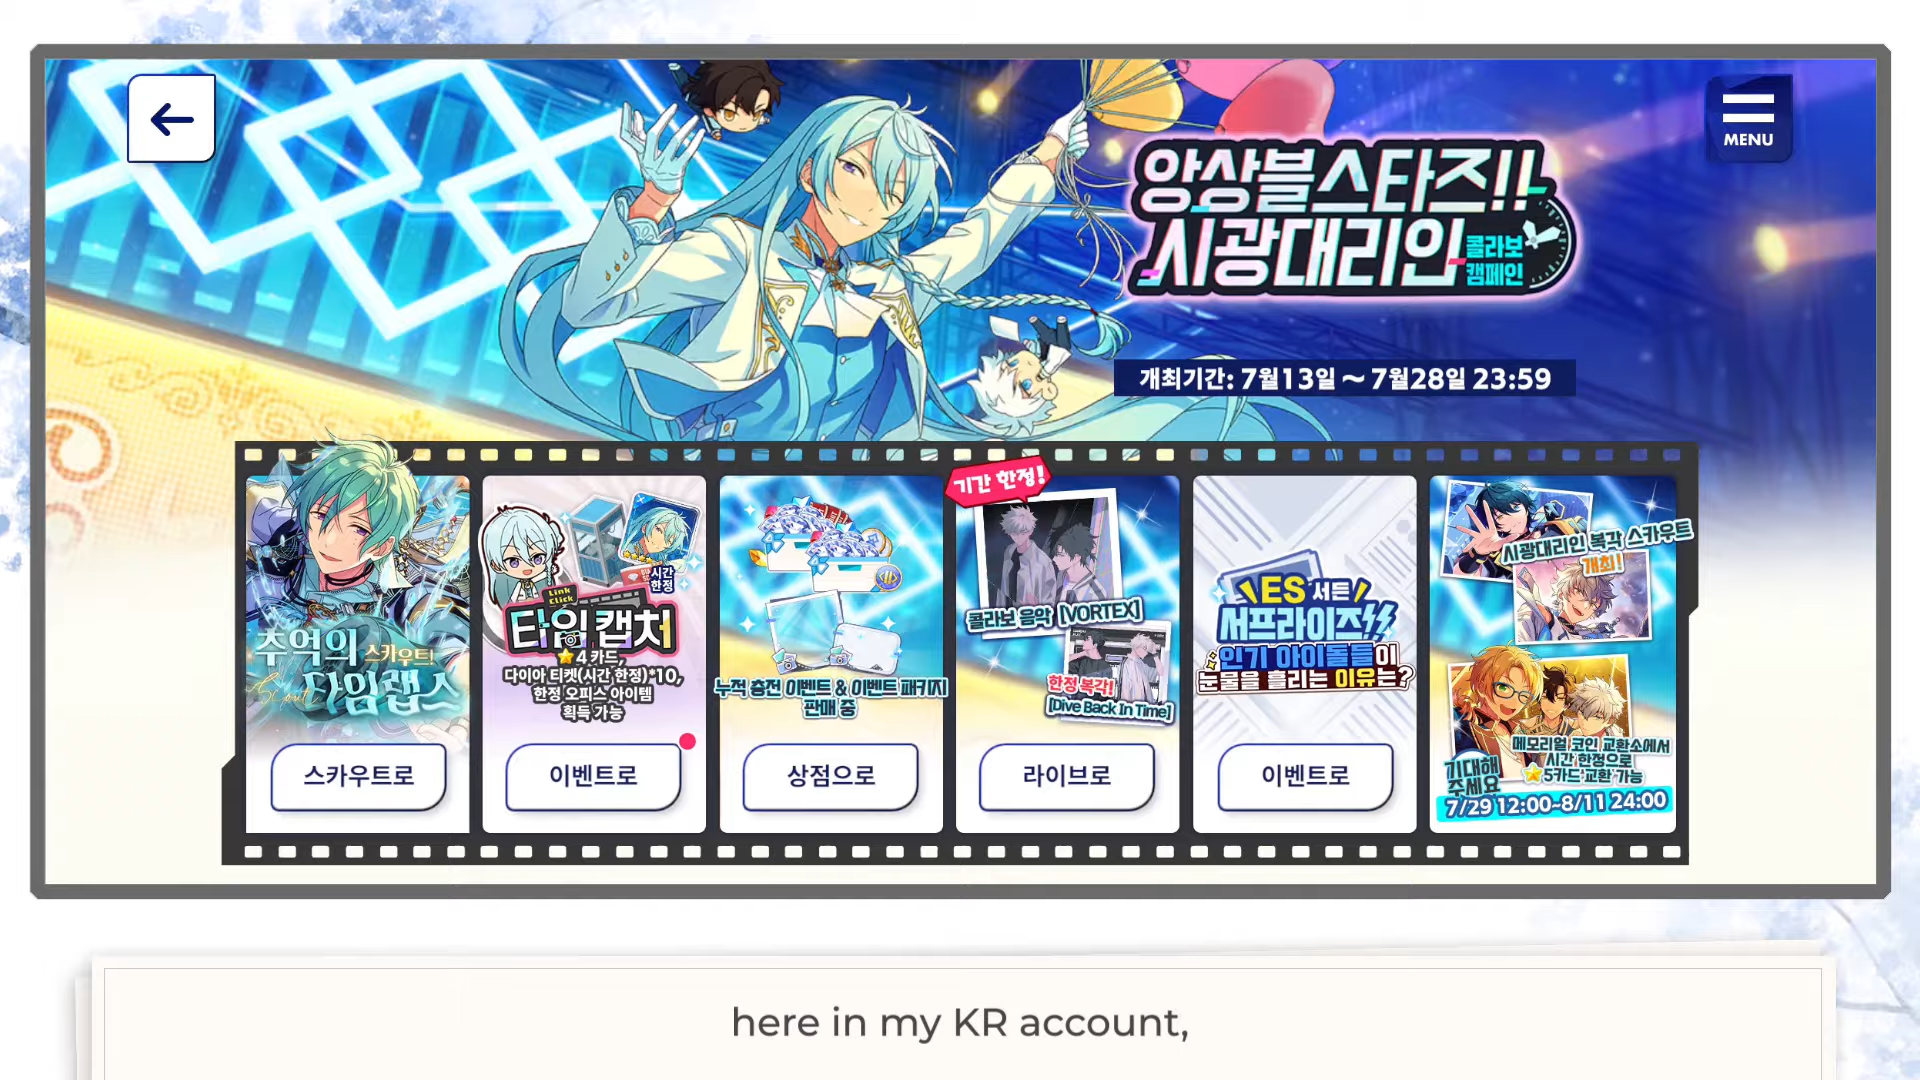 MENU
앙상블스타즈!!
시광대리인
콜라보
캠페인
개최기간: 7월13일 ~ 7월28일 23:59
추억의 스카우트!
Scout
타임랩스
스카우트로
Link
Click
타임 캡처
시간
한정
⭐4 카드,
다이아 티켓(시간 한정)*10,
한정 오피스 아이템
획득 가능
이벤트로
누적 충전 이벤트 & 이벤트 패키지
판매 중
상점으로
기간 한정!
콜라보 음악 [VORTEX]
한정 복각!
[Dive Back In Time]
라이브로
ES 서든
서프라이즈!!
인기 아이돌들이
눈물을 흘리는 이유는?
이벤트로
시광대리인 복각 스카우트
개최!
기대해
주세요
메모리얼 코인 교환소에서
시간 한정으로
⭐5카드 교환 가능
7/29 12:00~8/11 24:00
here in my KR account,